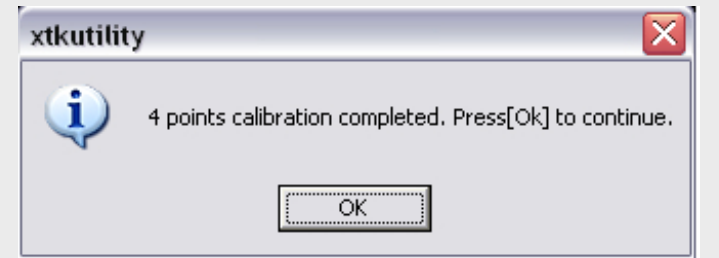 xtkutility
4 points calibration completed. Press[Ok] to continue.
OK